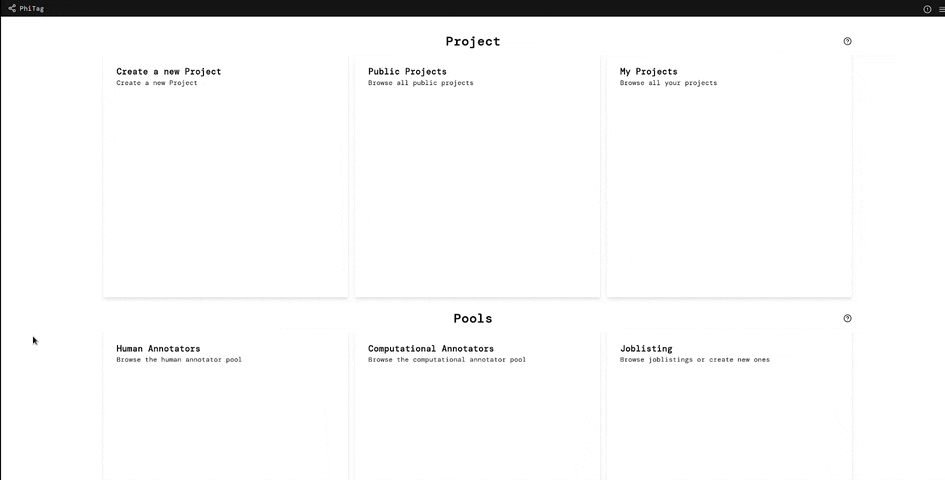 PhiTag
Project
Create a new Project
Create a new Project
Public Projects
Browse all public projects
My Projects
Browse all your projects
Pools
Human Annotators
Browse the human annotator pool
Computational Annotators
Browse the computational annotator pool
Joblisting
Browse joblistings or create new ones